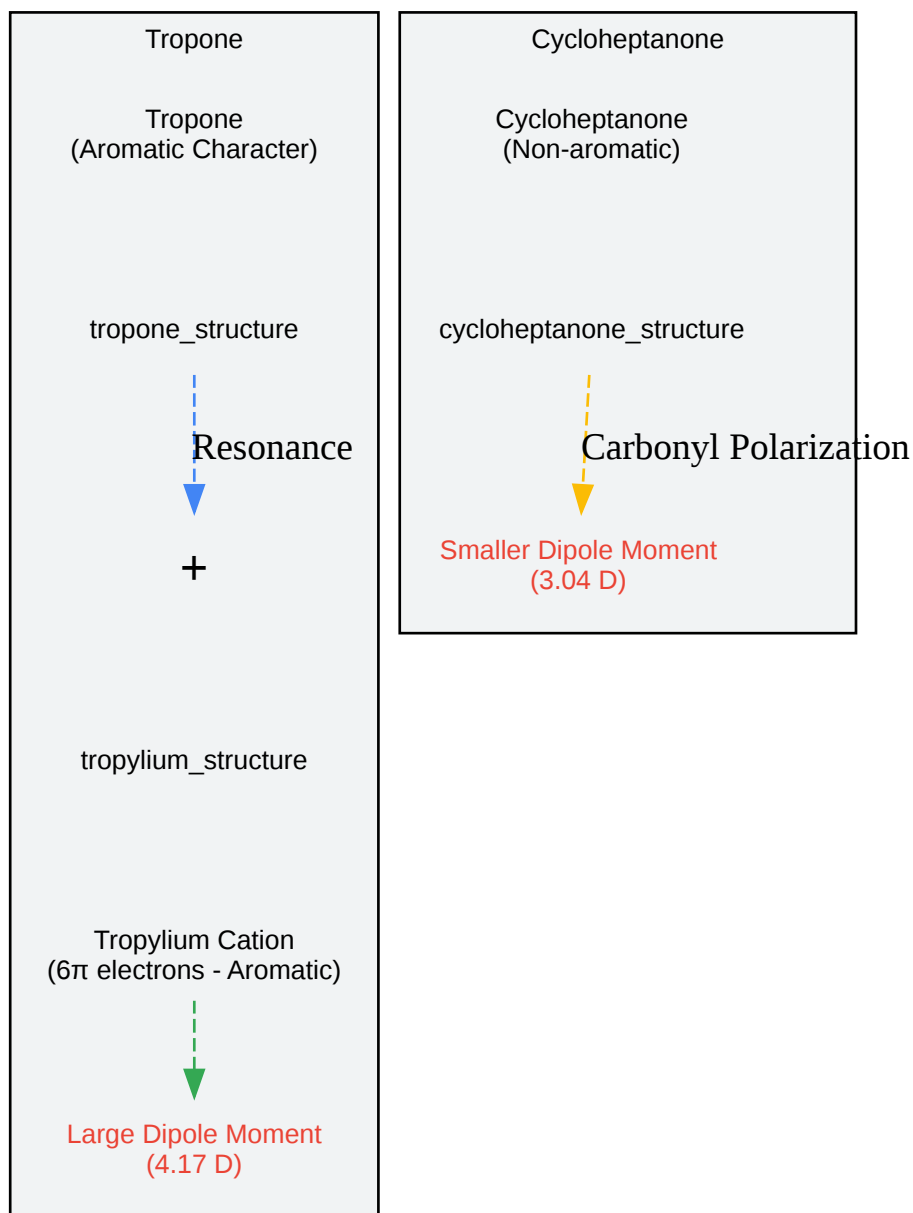 Tropone
Tropone
(Aromatic Character)
tropone_structure
Resonance
+
tropylium_structure
Tropylium Cation
(6π electrons - Aromatic)
Large Dipole Moment
(4.17 D)
Cycloheptanone
Cycloheptanone
(Non-aromatic)
cycloheptanone_structure
Carbonyl Polarization
Smaller Dipole Moment
(3.04 D)